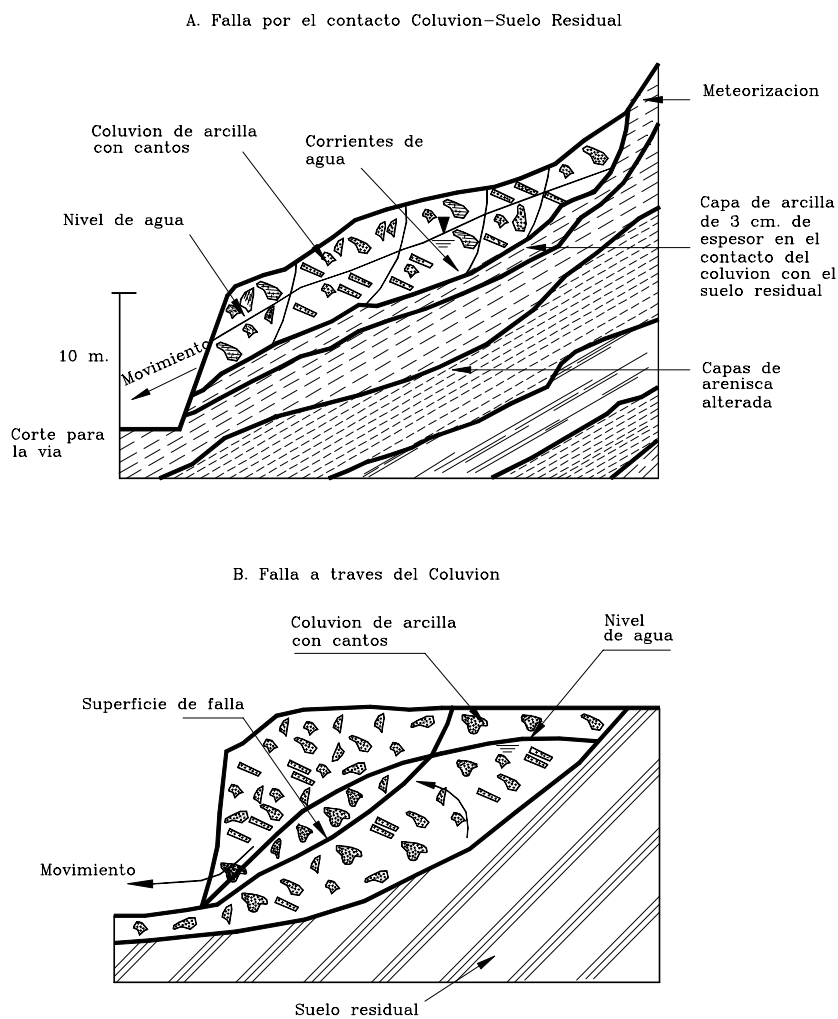 A. Falla por el contacto Coluvion-Suelo Residual
Meteorizacion
Coluvion de arcilla
con cantos
Corrientes de
agua
Nivel de agua
Capa de arcilla
de 3 cm. de
espesor en el
contacto del
coluvion con el
suelo residual
10 m.
Movimiento
Capas de
arenisca
alterada
Corte para
la via
B. Falla a traves del Coluvion
Coluvion de arcilla
con cantos
Nivel
de agua
Superficie de falla
Movimiento
Suelo residual